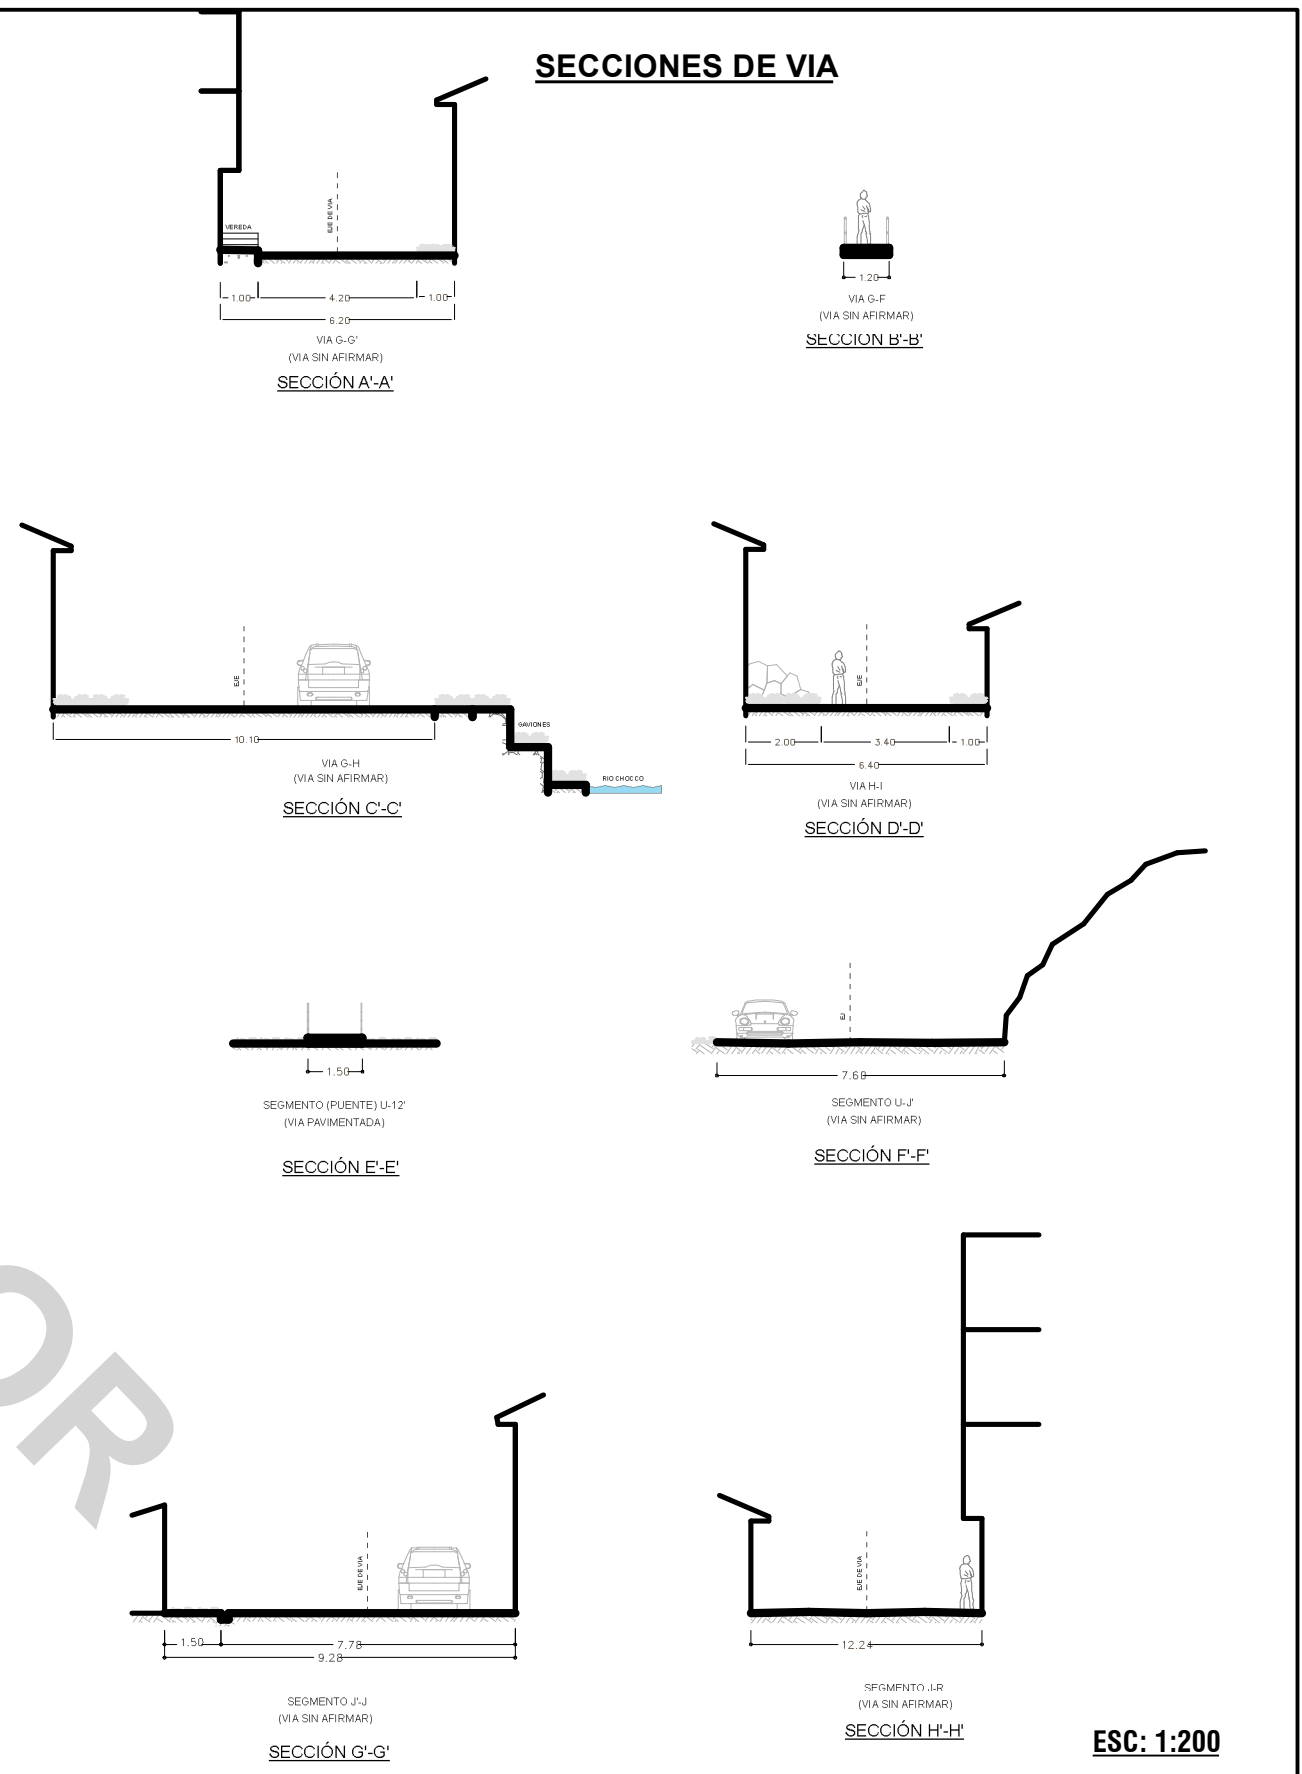 SECCIONES DE VIA
VEREDA
EJE DE VIA
1.00
4.20
1.00
6.20
VIA G-G'
(VIA SIN AFIRMAR)
SECCIÓN A'-A'
1.20
VIA G-F
(VIA SIN AFIRMAR)
SECCIÓN B'-B'
EJE
GAVIONES
RIO CHOCCO
10.10
VIA G-H
(VIA SIN AFIRMAR)
SECCIÓN C'-C'
EJE
2.00
3.40
1.00
6.40
VIA H-I
(VIA SIN AFIRMAR)
SECCIÓN D'-D'
1.50
SEGMENTO (PUENTE) U-12'
(VIA PAVIMENTADA)
SECCIÓN E'-E'
EJ
7.60
SEGMENTO U-J'
(VIA SIN AFIRMAR)
SECCIÓN F'-F'
OR
EJE DE VIA
1.50
7.78
9.28
SEGMENTO J'-J
(VIA SIN AFIRMAR)
SECCIÓN G'-G'
EJE DE VIA
12.24
SEGMENTO J-R
(VIA SIN AFIRMAR)
SECCIÓN H'-H'
ESC: 1:200